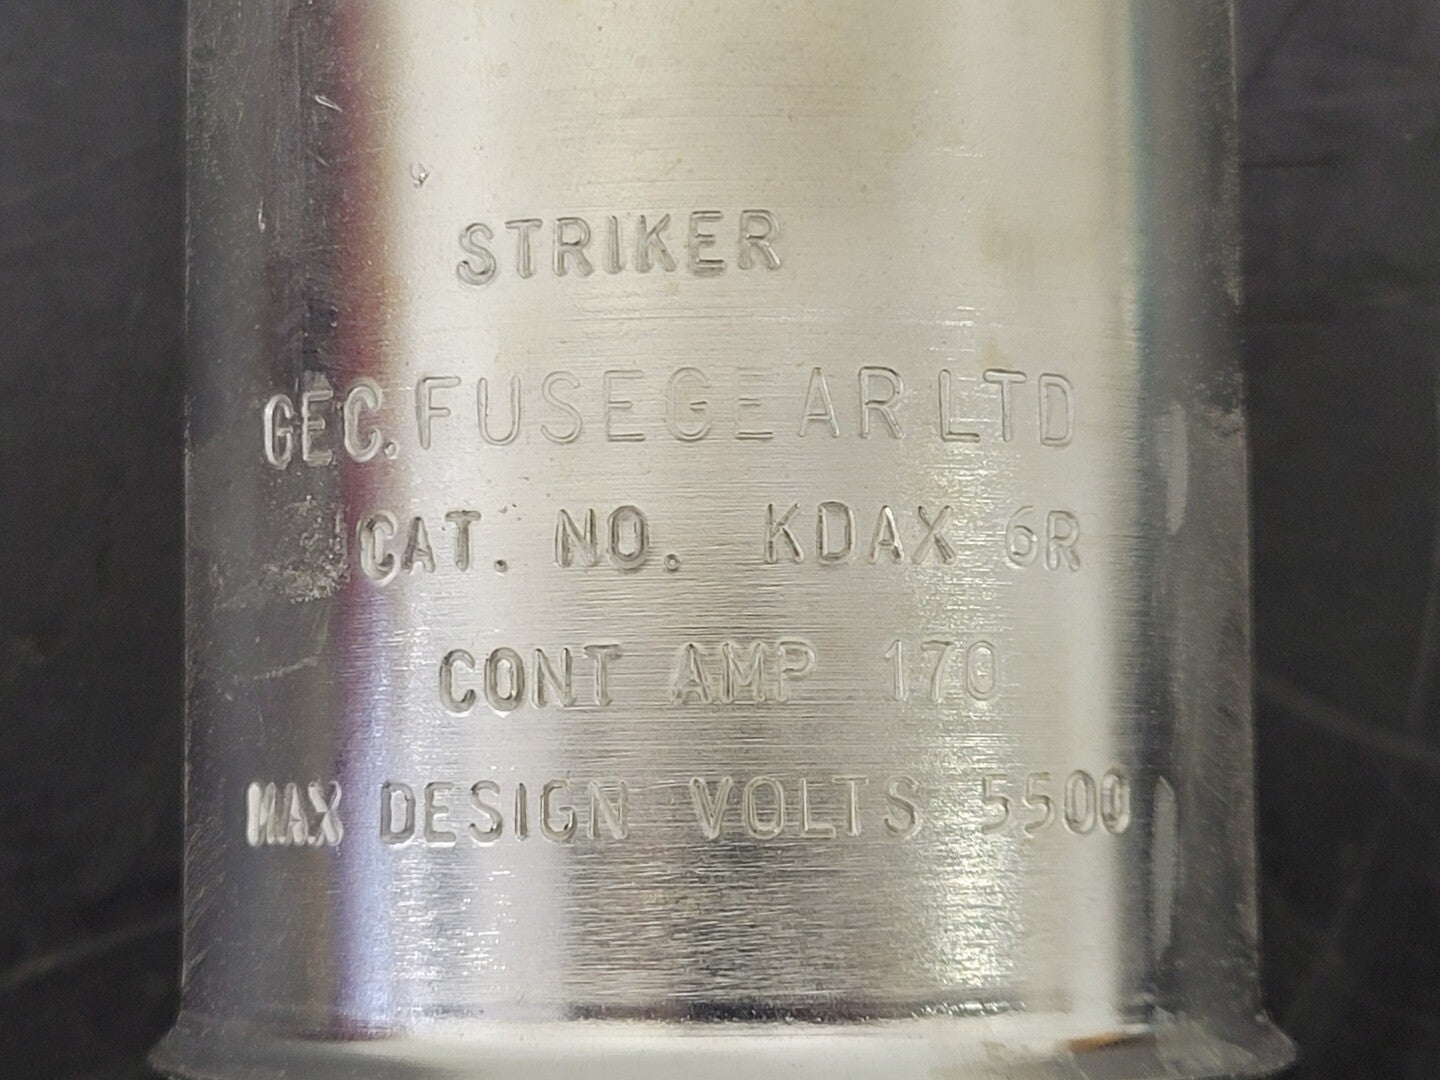 STRIKER
GEC. FUSEGEAR LTD
CAT. NO. KDAX 6R
CONT AMP 170
MAX DESIGN VOLTS 5500